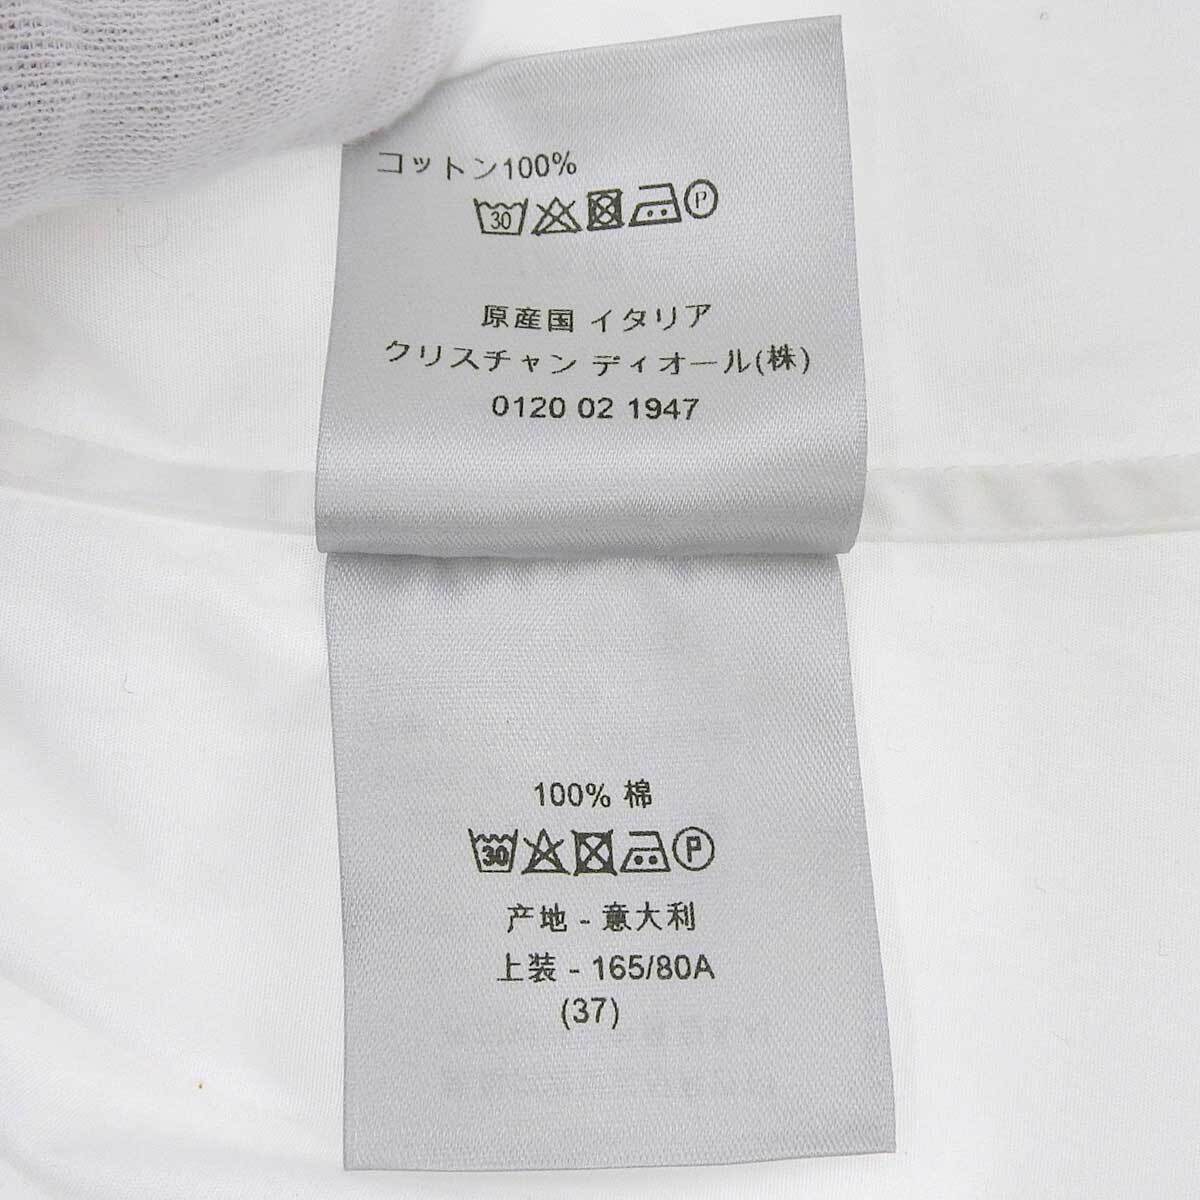 コットン100%
30 P
原産国 イタリア
クリスチャン ディオール(株)
0120 02 1947
100% 棉
30 P
产地 - 意大利
上装 - 165/80A
(37)